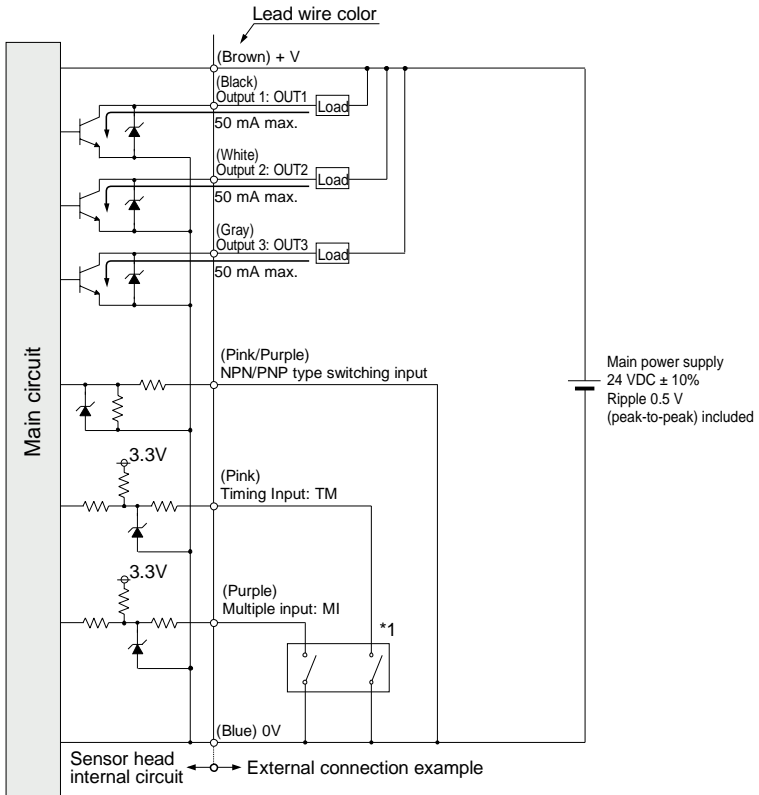 Lead wire color
(Brown) + V
(Black)
Output 1: OUT1
Load
50 mA max.
(White)
Output 2: OUT2
Load
50 mA max.
(Gray)
Output 3: OUT3
Load
50 mA max.
Main circuit
(Pink/Purple)
NPN/PNP type switching input
Main power supply
24 VDC ± 10%
Ripple 0.5 V
(peak-to-peak) included
3.3V
(Pink)
Timing Input: TM
3.3V
(Purple)
Multiple input: MI
*1
(Blue) 0V
Sensor head
internal circuit
External connection example